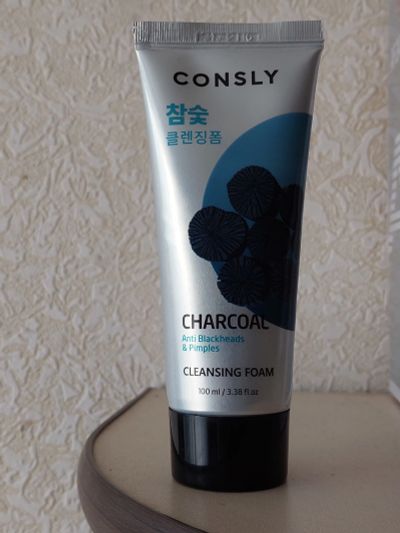 CONSLY
참숯
클렌징폼
CHARCOAL
Anti Blackheads
& Pimples
CLEANSING FOAM
100 ml / 3.38 fl.oz